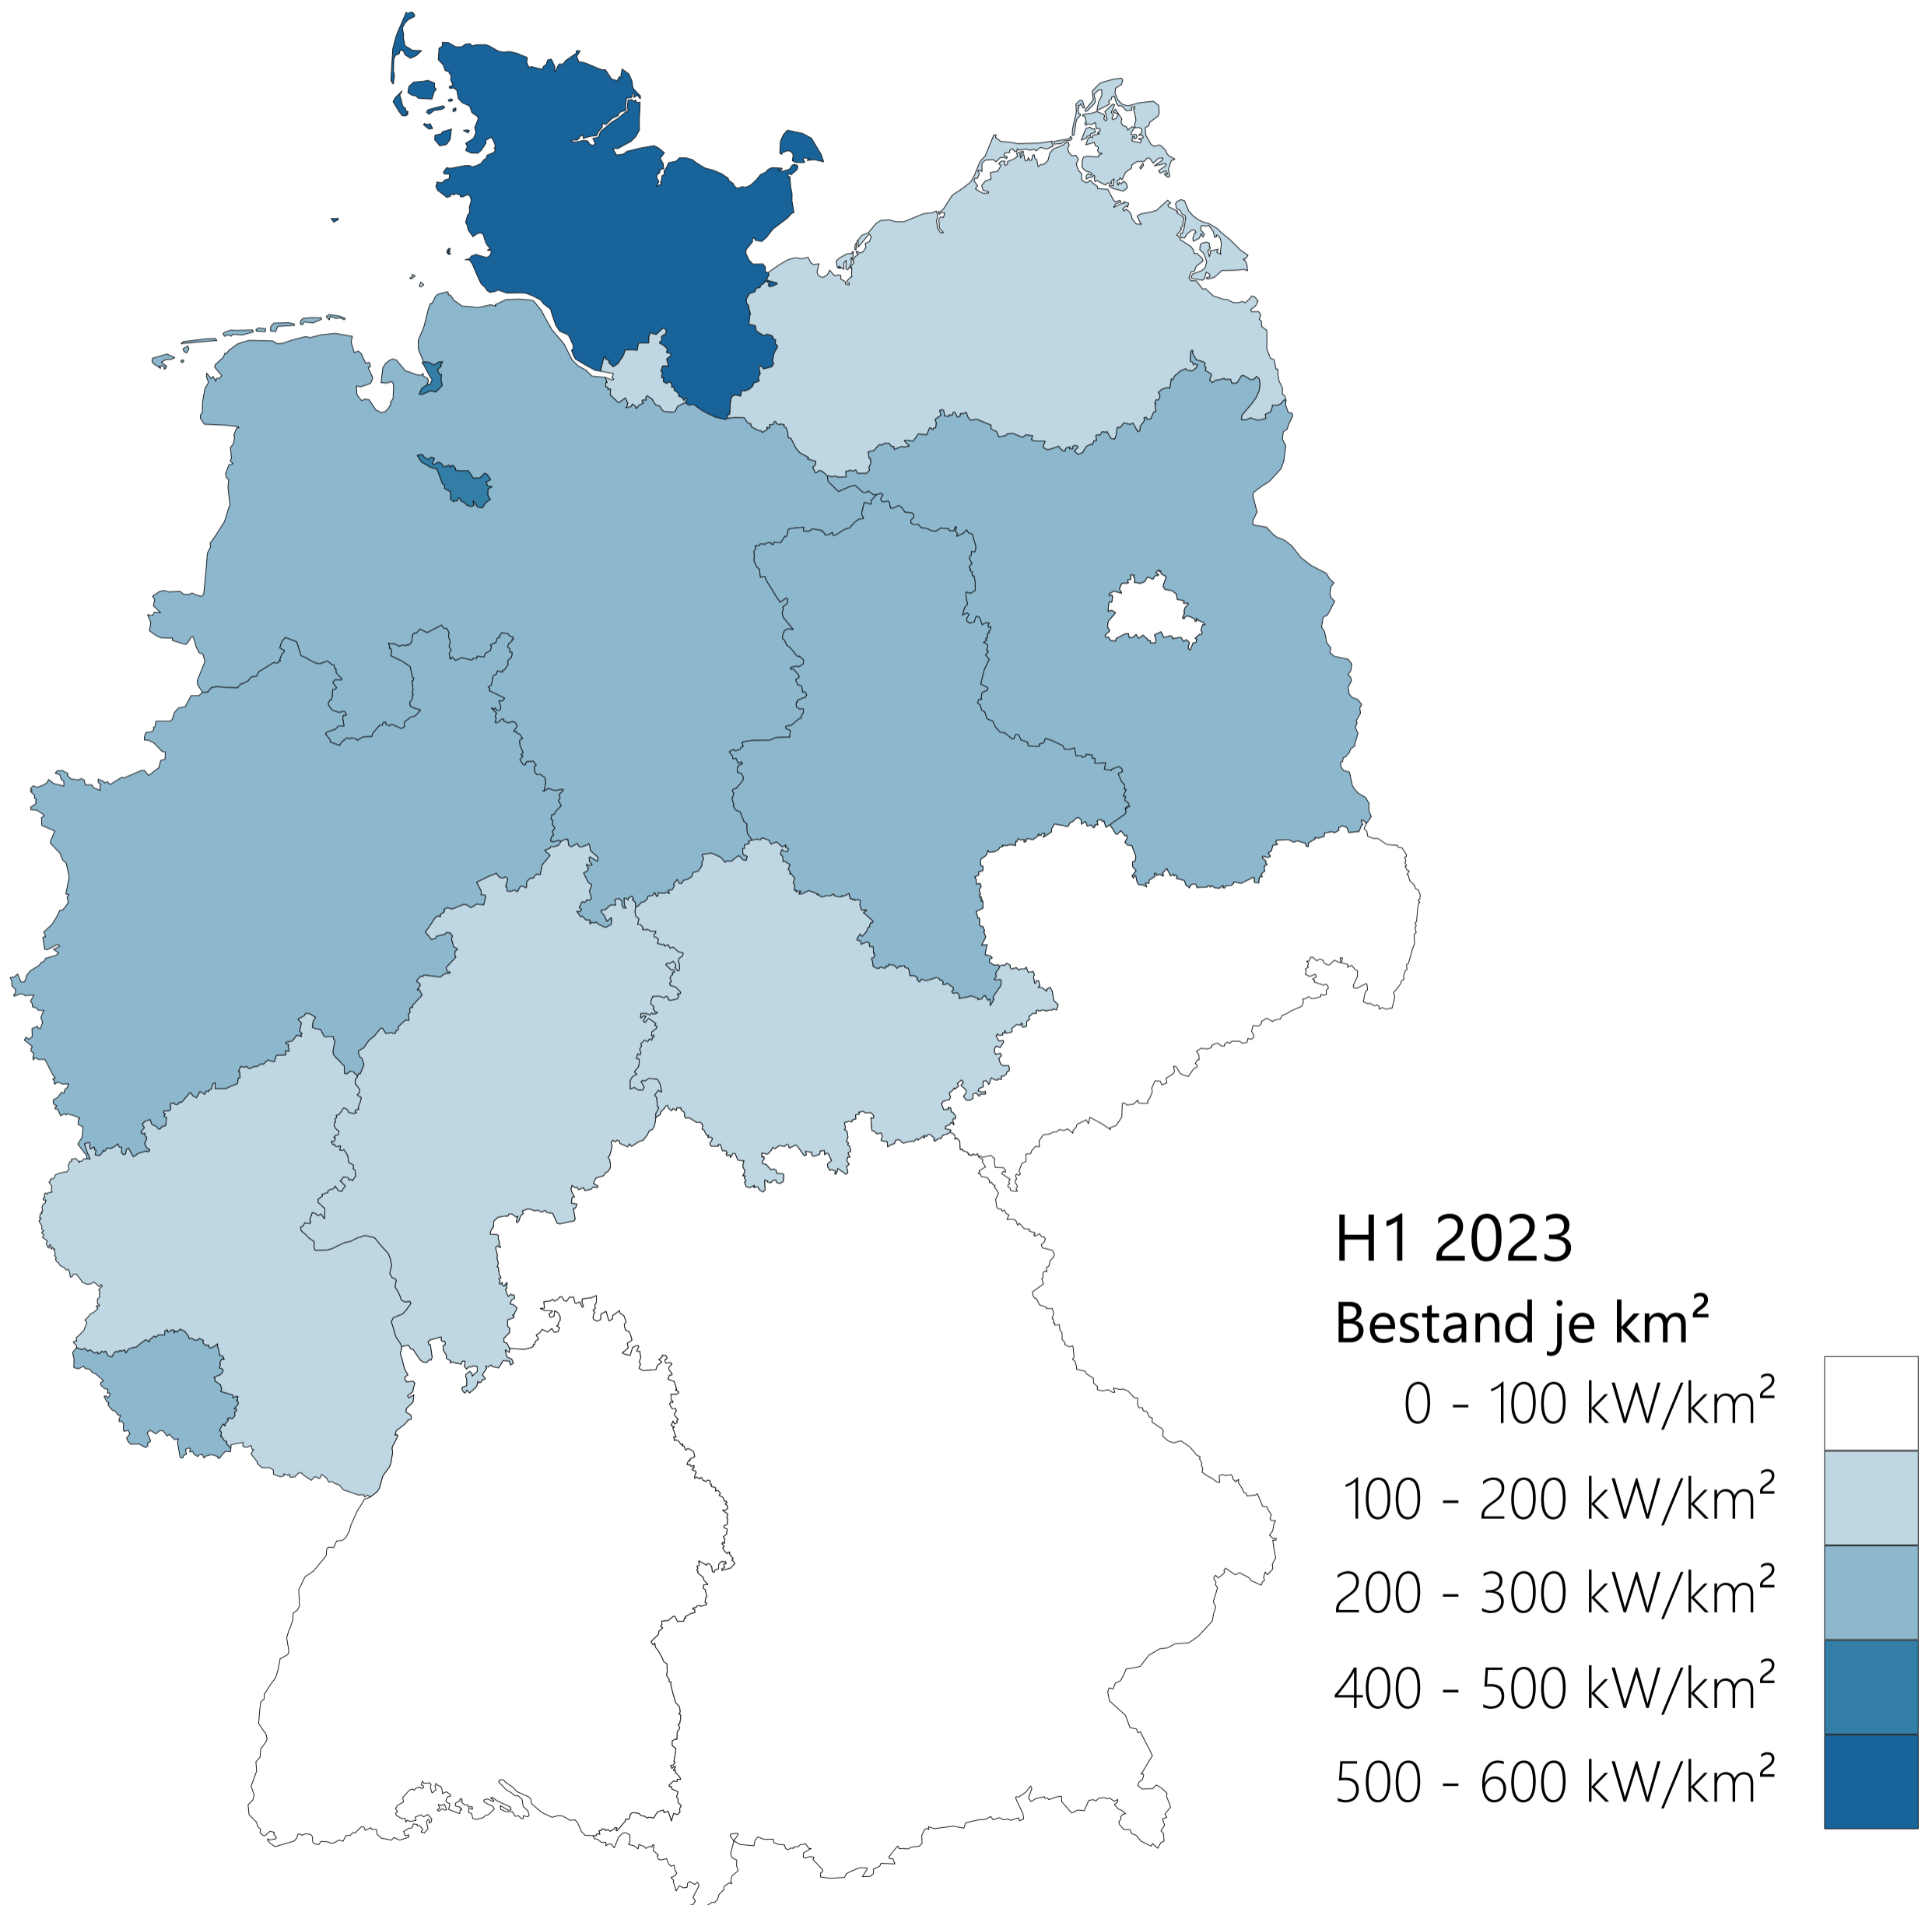 H1 2023
Bestand je km²
0 - 100 kW/km²
100 - 200 kW/km²
200 - 300 kW/km²
400 - 500 kW/km²
500 - 600 kW/km²